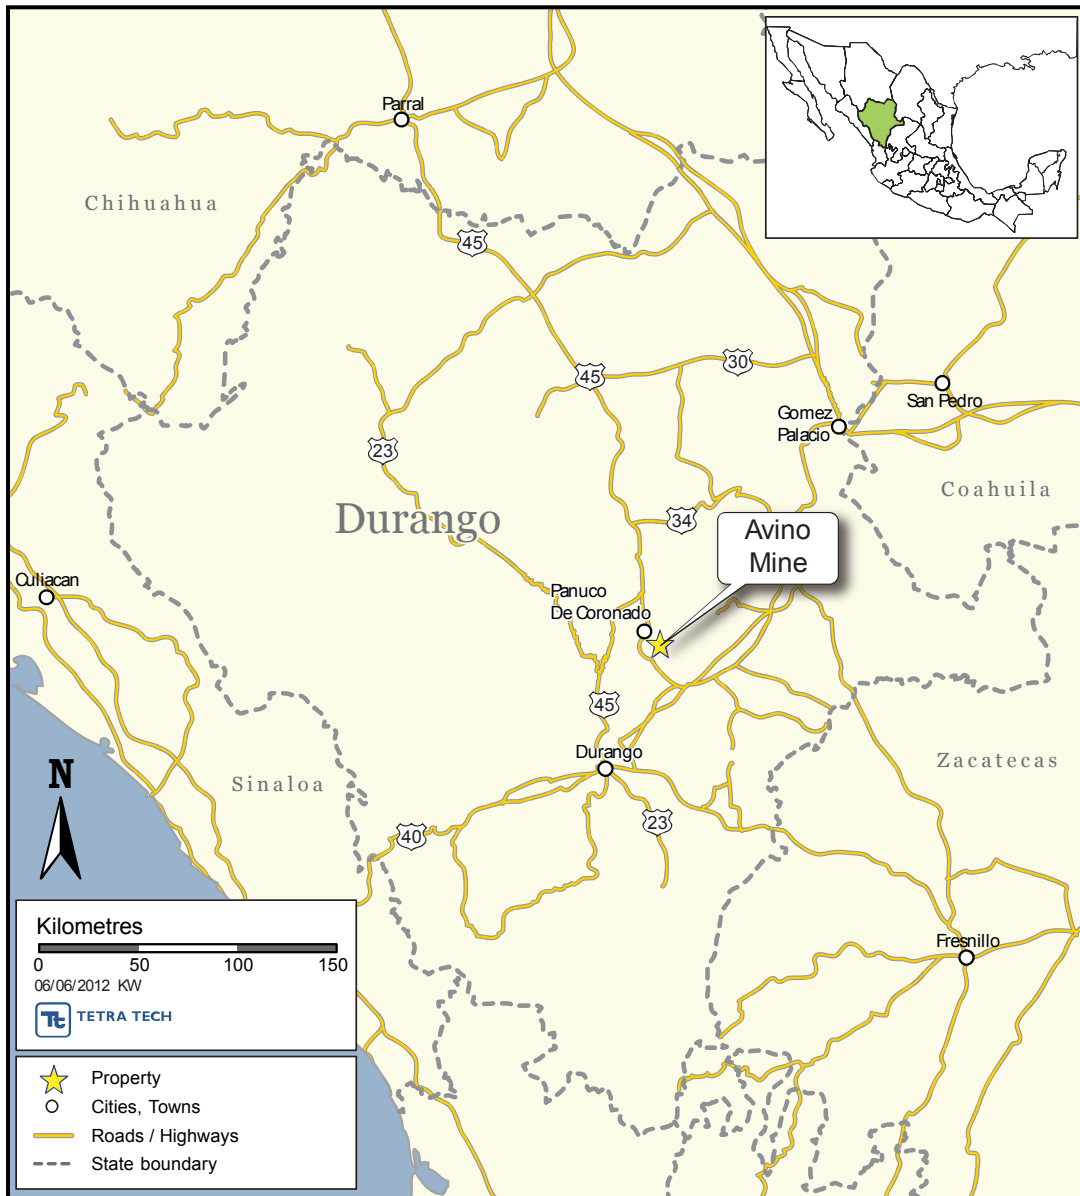 Parral
Chihuahua
45
45
30
San Pedro
Gomez
Palacio
23
Coahuila
Durango
34
Avino
Mine
Culiacan
Panuco
De Coronado
45
Durango
Zacatecas
Sinaloa
N
40
23
Fresnillo
Kilometres
0 50 100 150
06/06/2012 KW
Tt TETRA TECH
Property
Cities, Towns
Roads / Highways
State boundary